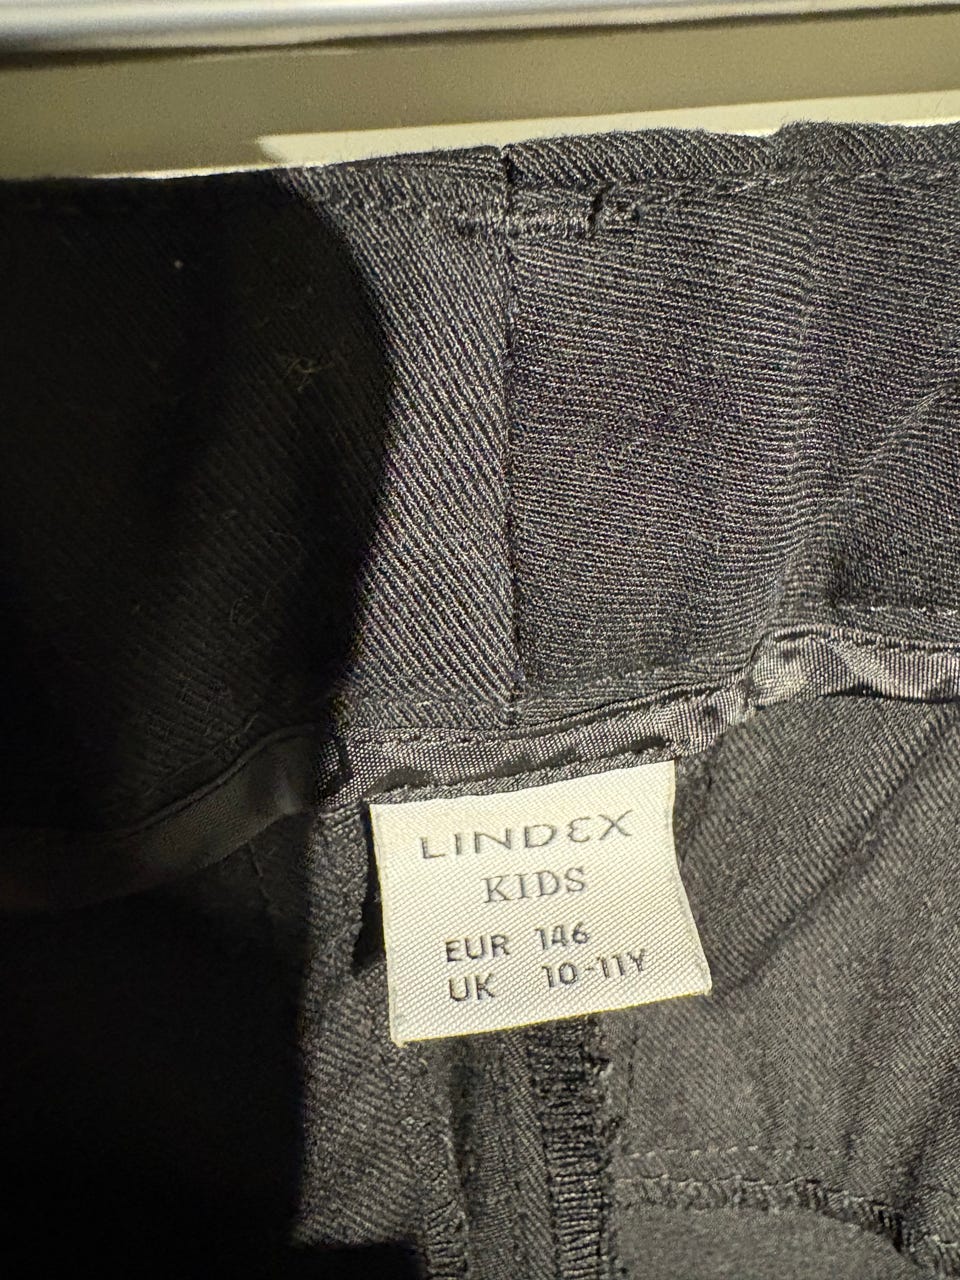 LINDEX
KIDS
EUR 146
UK 10-11Y